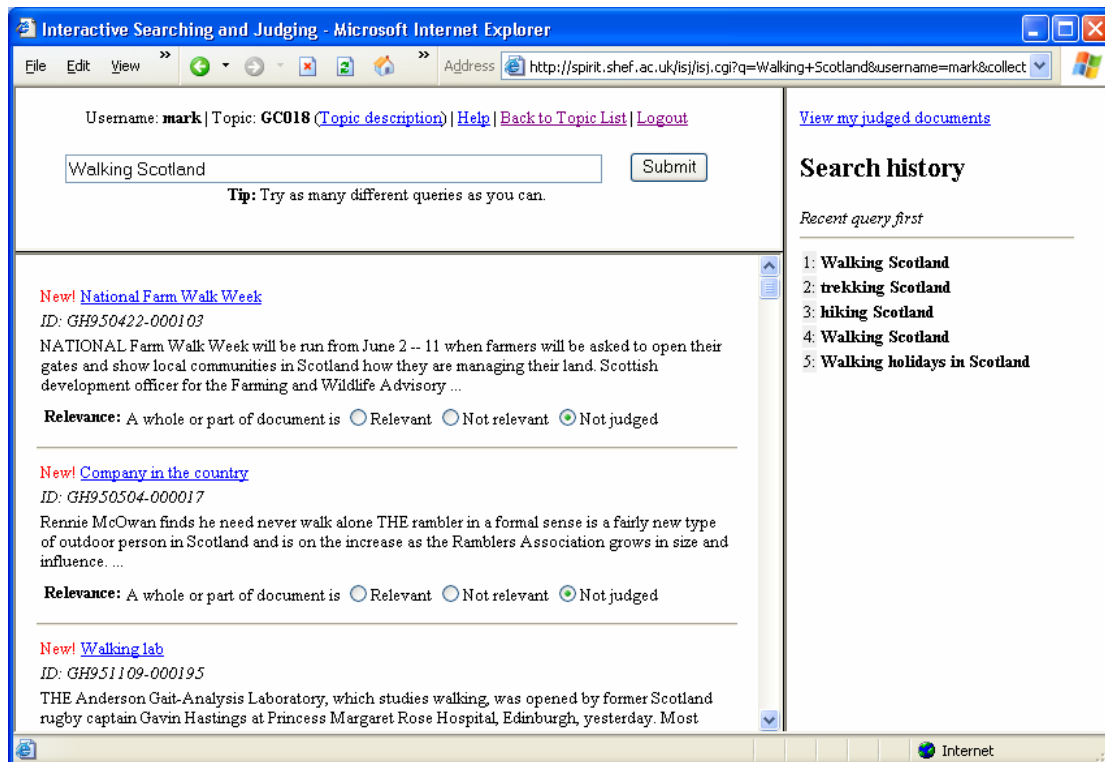 Interactive Searching and Judging - Microsoft Internet Explorer
File Edit View » » Address http://spirit.shef.ac.uk/isj/isj.cgi?q=Walking+Scotland&username=mark&collect
Username: mark | Topic: GC018 (Topic description) | Help | Back to Topic List | Logout
Walking Scotland Submit
Tip: Try as many different queries as you can.
New! National Farm Walk Week
ID: GH950422-000103
NATIONAL Farm Walk Week will be run from June 2 -- 11 when farmers will be asked to open their
gates and show local communities in Scotland how they are managing their land. Scottish
development officer for the Farming and Wildlife Advisory ...
Relevance: A whole or part of document is Relevant Not relevant Not judged
New! Company in the country
ID: GH950504-000017
Rennie McOwan finds he need never walk alone THE rambler in a formal sense is a fairly new type
of outdoor person in Scotland and is on the increase as the Ramblers Association grows in size and
influence. ...
Relevance: A whole or part of document is Relevant Not relevant Not judged
New! Walking lab
ID: GH951109-000195
THE Anderson Gait-Analysis Laboratory, which studies walking, was opened by former Scotland
rugby captain Gavin Hastings at Princess Margaret Rose Hospital, Edinburgh, yesterday. Most
View my judged documents
Search history
Recent query first
1: Walking Scotland
2: trekking Scotland
3: hiking Scotland
4: Walking Scotland
5: Walking holidays in Scotland
Internet